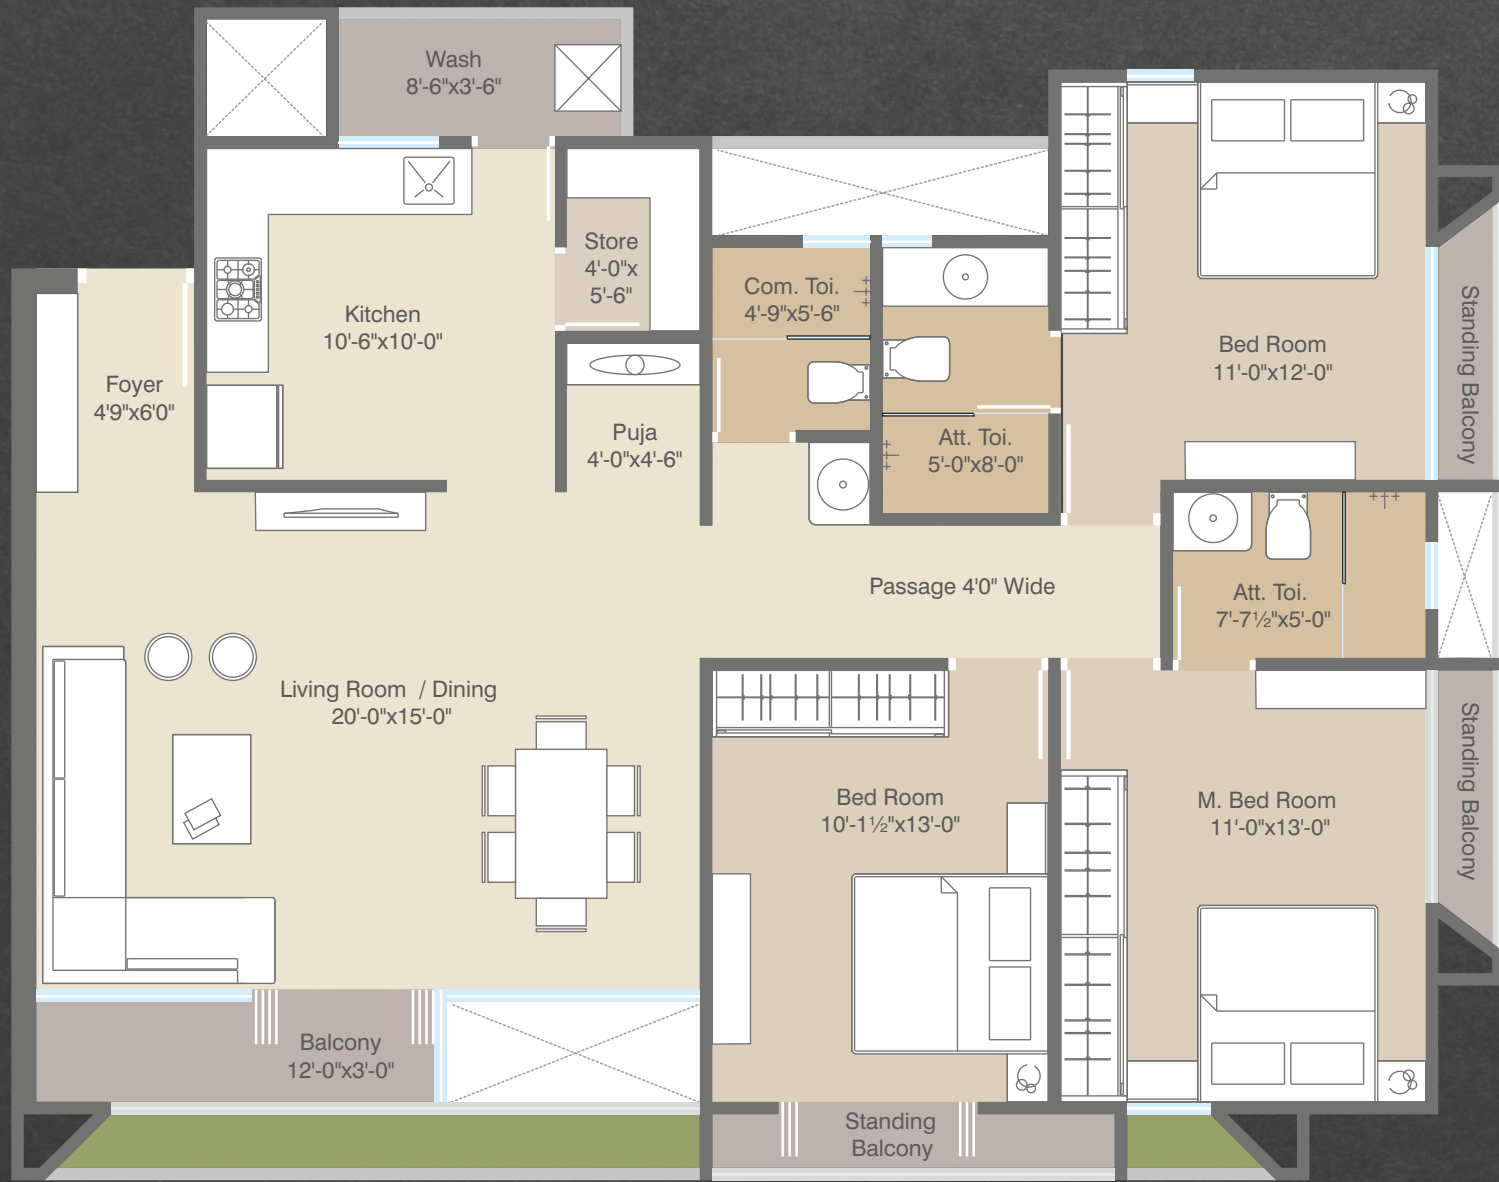 Wash
8'-6"x3'-6"
Store
4'-0"x
5'-6"
Kitchen
10'-6"x10'-0"
Foyer
4'9"x6'0"
Puja
4'-0"x4'-6"
Com. Toi.
4'-9"x5'-6"
Att. Toi.
5'-0"x8'-0"
Bed Room
11'-0"x12'-0"
Standing Balcony
Passage 4'0" Wide
Att. Toi.
7'-7½"x5'-0"
Living Room / Dining
20'-0"x15'-0"
Bed Room
10'-1½"x13'-0"
M. Bed Room
11'-0"x13'-0"
Standing Balcony
Balcony
12'-0"x3'-0"
Standing
Balcony